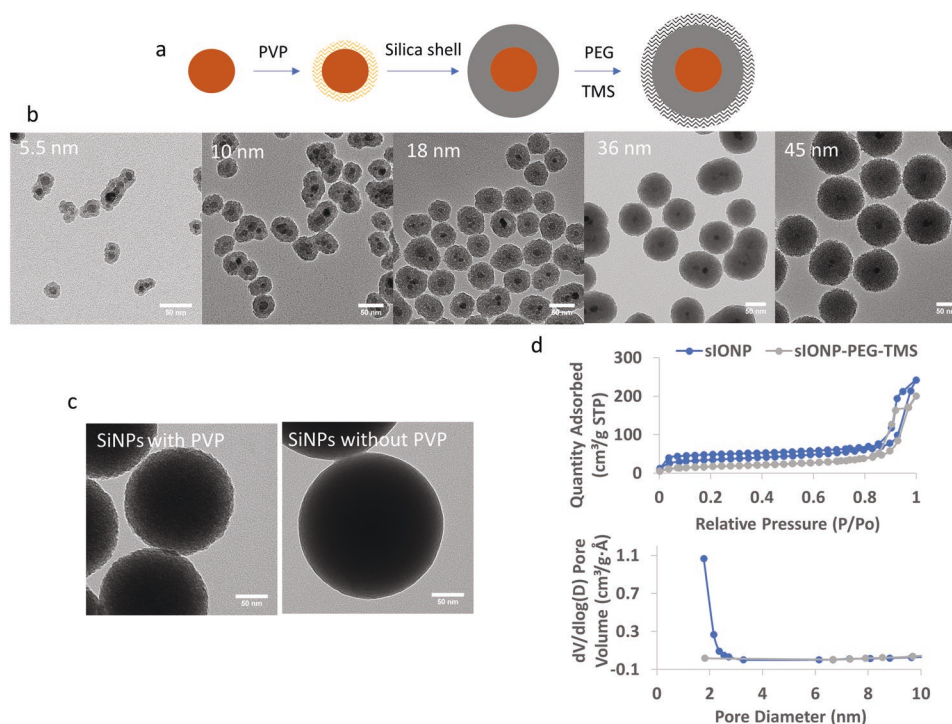 a
PVP
Silica shell
PEG
TMS
b
5.5 nm
10 nm
18 nm
36 nm
45 nm
50 nm
50 nm
50 nm
50 nm
50 nm
c
SiNPs with PVP
SiNPs without PVP
50 nm
50 nm
d
sIONP
sIONP-PEG-TMS
Quantity Adsorbed
(cm³/g STP)
300
200
100
0
0
0.2
0.4
0.6
0.8
1
Relative Pressure (P/Po)
dV/dlog(D) Pore
Volume (cm³/g·Å)
1.1
0.7
0.3
-0.1
0
2
4
6
8
10
Pore Diameter (nm)